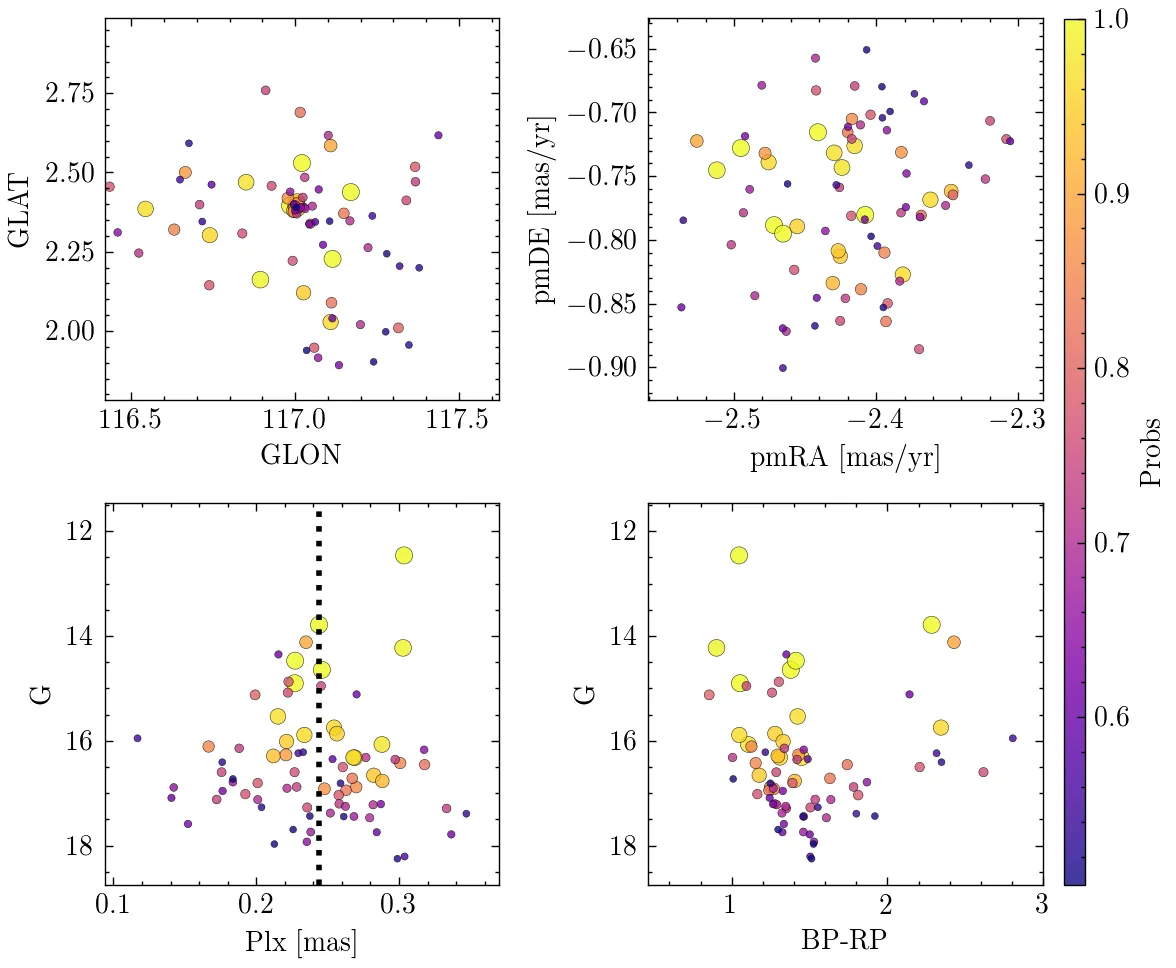 GLAT
2.75
2.50
2.25
2.00
116.5 117.0 117.5
GLON
pmDE [mas/yr]
−0.65
−0.70
−0.75
−0.80
−0.85
−0.90
−2.5 −2.4 −2.3
pmRA [mas/yr]
G
12
14
16
18
0.1 0.2 0.3
Plx [mas]
G
12
14
16
18
1 2 3
BP-RP
1.0
0.9
0.8
0.7
0.6
Probs